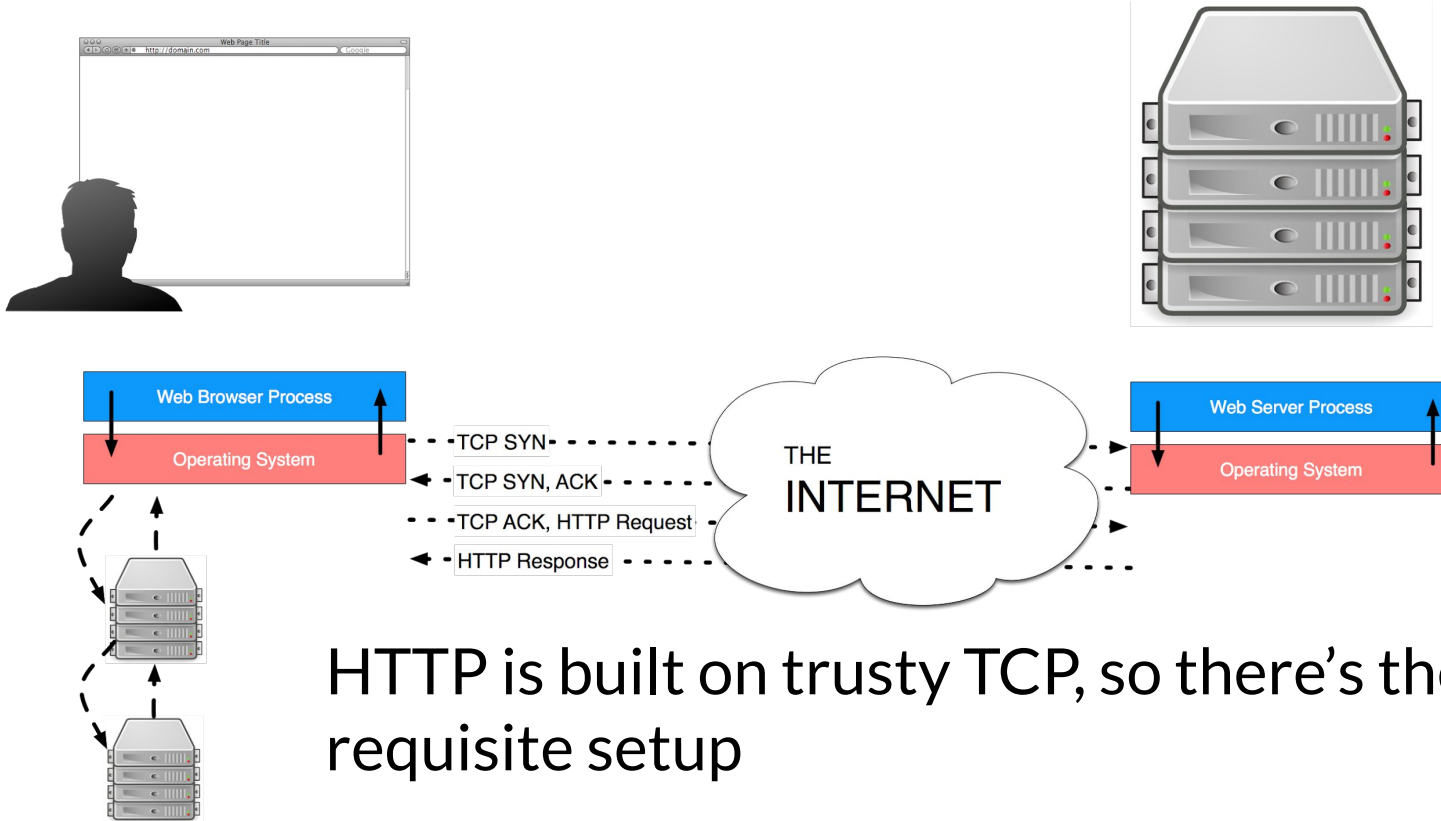 Web Page Title
http://domain.com
Google
Web Browser Process
Operating System
TCP SYN
TCP SYN, ACK
TCP ACK, HTTP Request
HTTP Response
THE
INTERNET
Web Server Process
Operating System
HTTP is built on trusty TCP, so there’s the
requisite setup